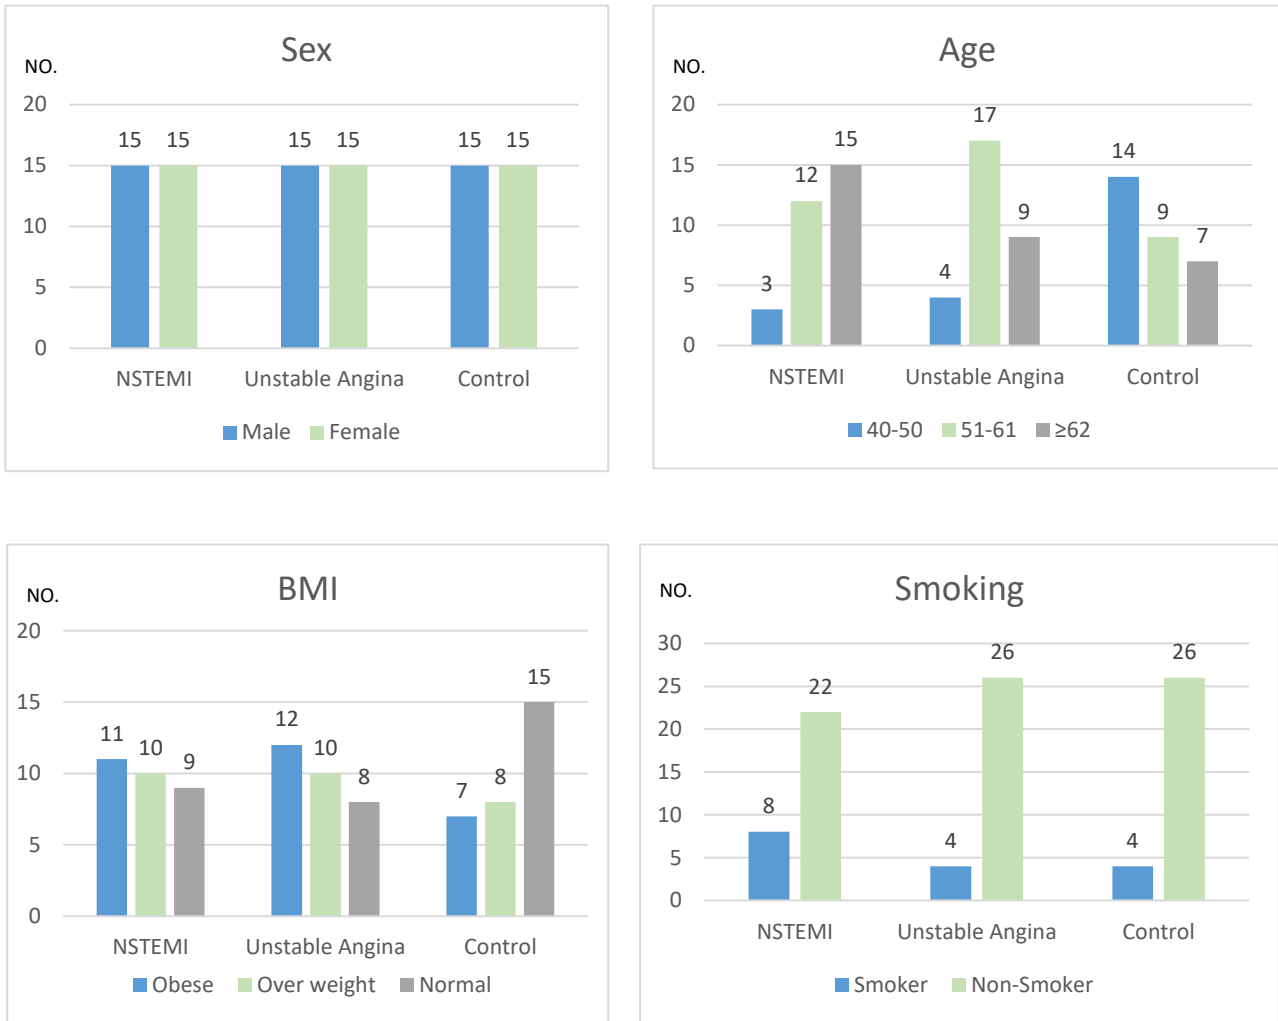 Sex
NO.
20
15 15 15 15 15 15
15
10
5
0
NSTEMI Unstable Angina Control
Male Female
Age
NO.
20
17
15
14
15
12
10
9 9
7
5
4
3
0
NSTEMI Unstable Angina Control
40-50 51-61 ≥62
BMI
NO.
20
15
15
12
11
10 10
9
8 8
7
10
5
0
NSTEMI Unstable Angina Control
Obese Over weight Normal
Smoking
NO.
30
26 26
25
22
20
15
10
8
5
4 4
0
NSTEMI Unstable Angina Control
Smoker Non-Smoker